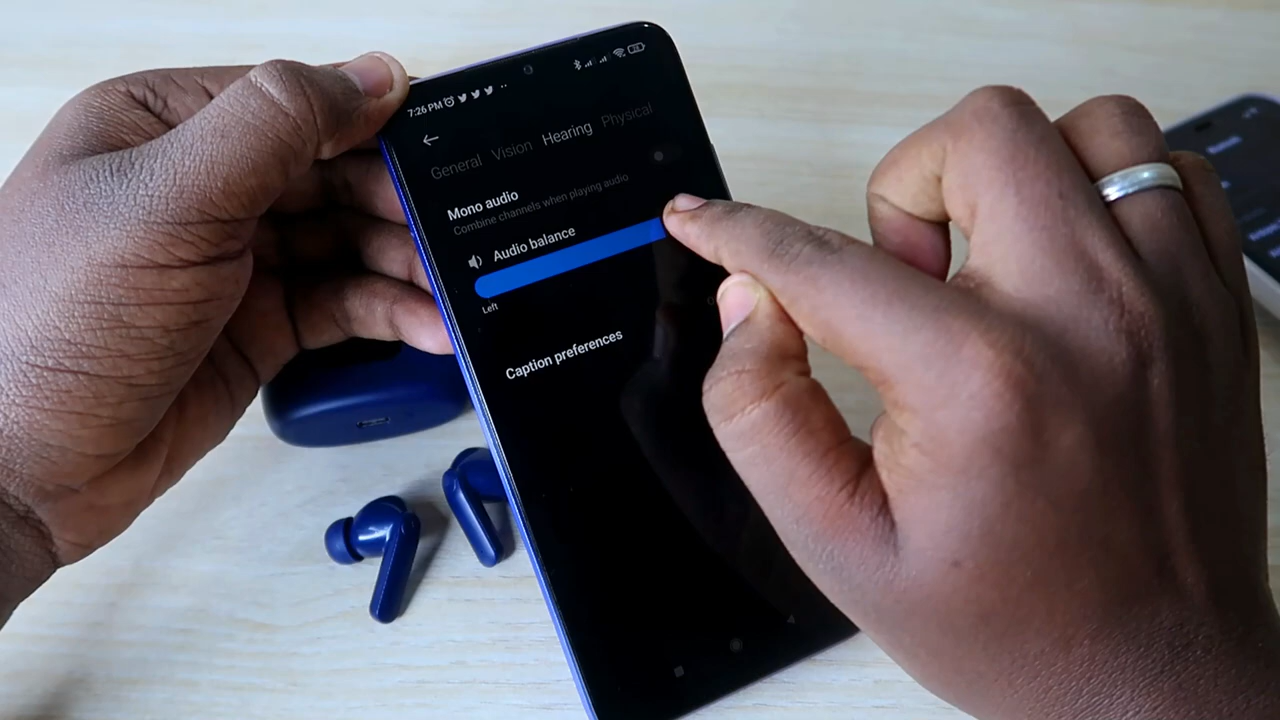 7:26 PM
General Vision Hearing Physical
Mono audio
Combine channels when playing audio
Audio balance
Left
Caption preferences